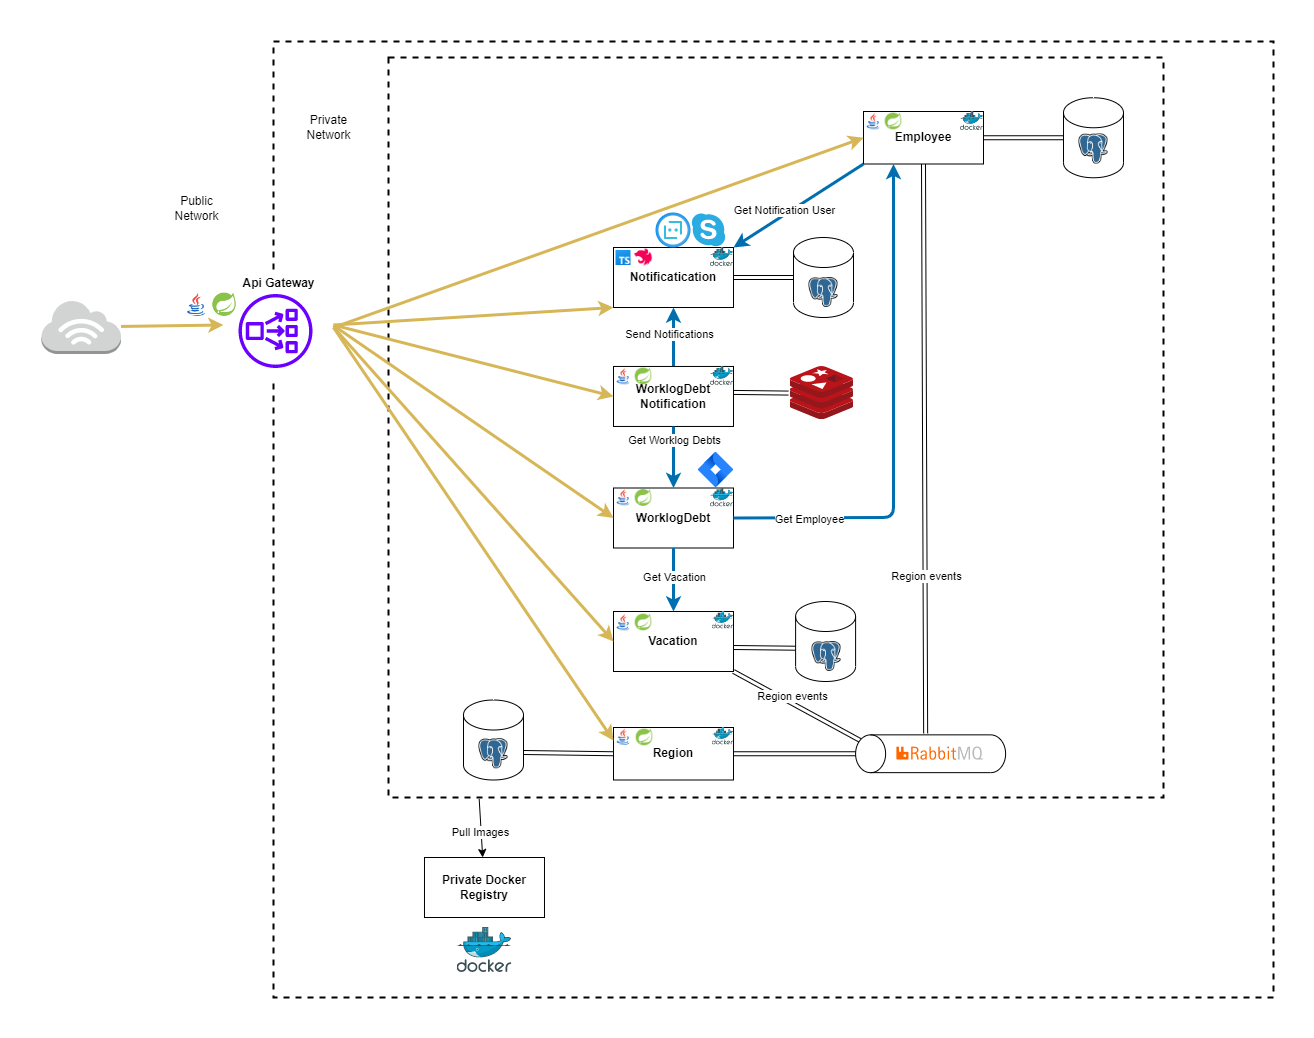 Private
Network
Public
Network
Api Gateway
docker
Employee
Get Notification User
S
TS
docker
Notificatication
Send Notifications
docker
WorklogDebt
Notification
Get Worklog Debts
docker
WorklogDebt
Get Employee
Get Vacation
Region events
docker
Vacation
Region events
docker
Region
RabbitMQ
Pull Images
Private Docker
Registry
docker